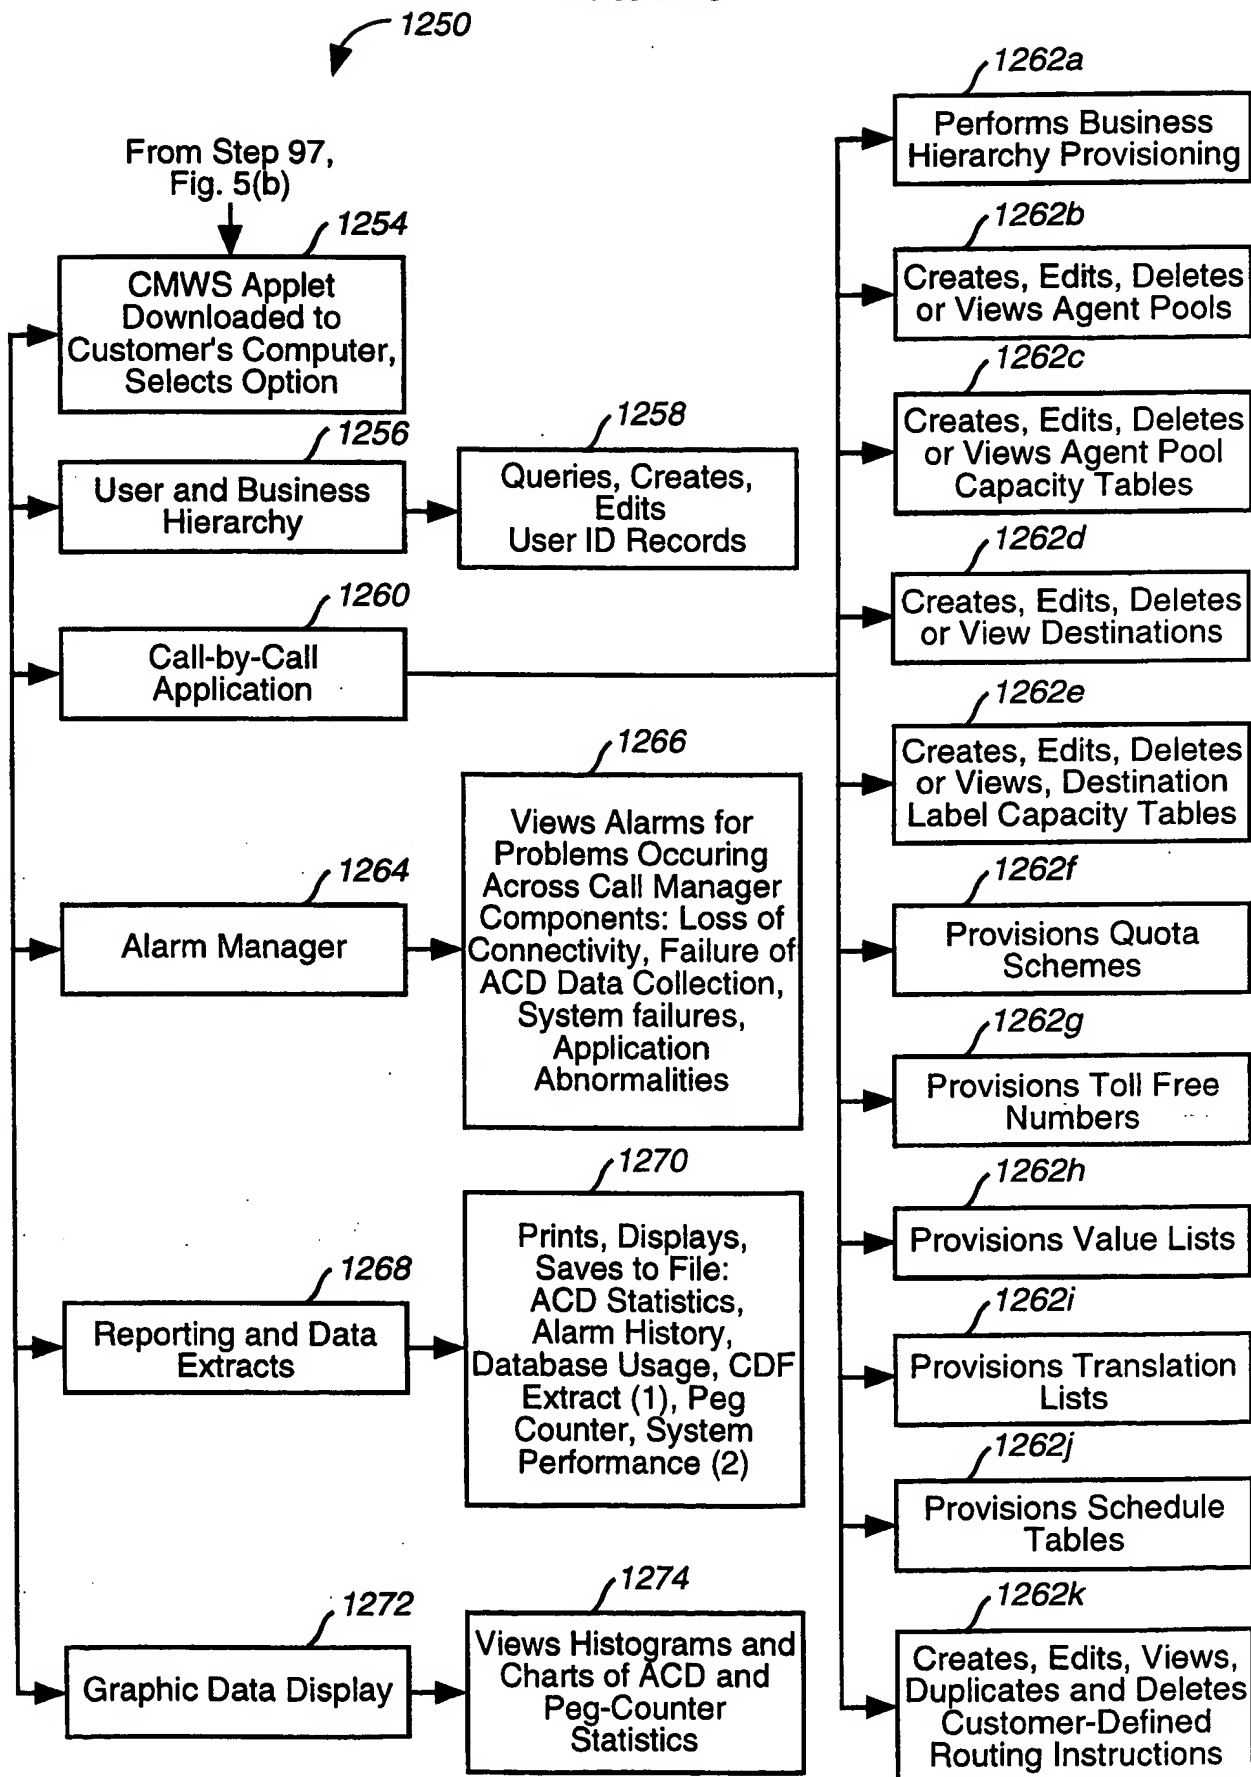 1250
From Step 97,
Fig. 5(b)
1254
CMWS Applet
Downloaded to
Customer's Computer,
Selects Option
1256
User and Business
Hierarchy
1258
Queries, Creates,
Edits
User ID Records
1260
Call-by-Call
Application
1264
Alarm Manager
1266
Views Alarms for
Problems Occuring
Across Call Manager
Components: Loss of
Connectivity, Failure of
ACD Data Collection,
System failures,
Application
Abnormalities
1268
Reporting and Data
Extracts
1270
Prints, Displays,
Saves to File:
ACD Statistics,
Alarm History,
Database Usage, CDF
Extract (1), Peg
Counter, System
Performance (2)
1272
Graphic Data Display
1274
Views Histograms and
Charts of ACD and
Peg-Counter
Statistics
1262a
Performs Business
Hierarchy Provisioning
1262b
Creates, Edits, Deletes
or Views Agent Pools
1262c
Creates, Edits, Deletes
or Views Agent Pool
Capacity Tables
1262d
Creates, Edits, Deletes
or View Destinations
1262e
Creates, Edits, Deletes
or Views, Destination
Label Capacity Tables
1262f
Provisions Quota
Schemes
1262g
Provisions Toll Free
Numbers
1262h
Provisions Value Lists
1262i
Provisions Translation
Lists
1262j
Provisions Schedule
Tables
1262k
Creates, Edits, Views,
Duplicates and Deletes
Customer-Defined
Routing Instructions